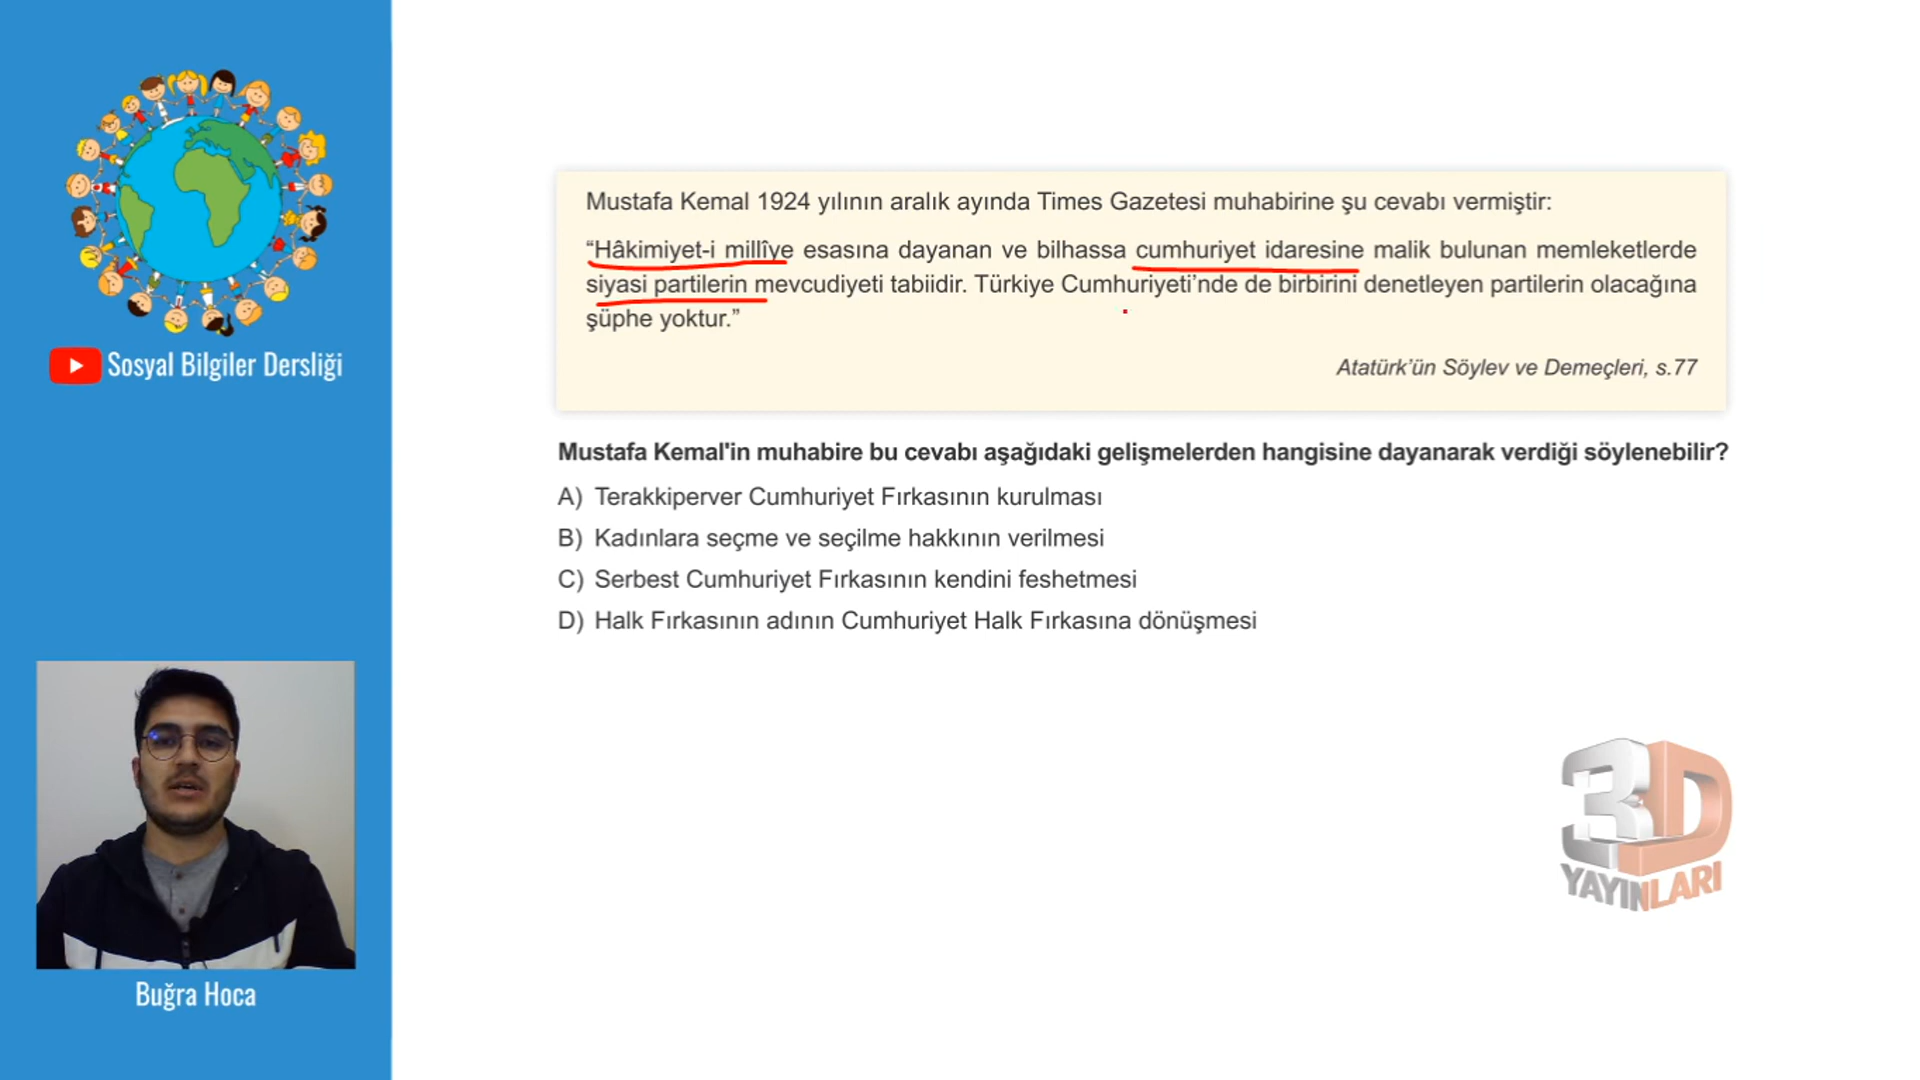 Sosyal Bilgiler Dersliği
Buğra Hoca
Mustafa Kemal 1924 yılının aralık ayında Times Gazetesi muhabirine şu cevabı vermiştir:
“Hâkimiyet-i millîye esasına dayanan ve bilhassa cumhuriyet idaresine malik bulunan memleketlerde
siyasi partilerin mevcudiyeti tabiidir. Türkiye Cumhuriyeti’nde de birbirini denetleyen partilerin olacağına
şüphe yoktur.”
Atatürk’ün Söylev ve Demeçleri, s.77
Mustafa Kemal'in muhabire bu cevabı aşağıdaki gelişmelerden hangisine dayanarak verdiği söylenebilir?
A) Terakkiperver Cumhuriyet Fırkasının kurulması
B) Kadınlara seçme ve seçilme hakkının verilmesi
C) Serbest Cumhuriyet Fırkasının kendini feshetmesi
D) Halk Fırkasının adının Cumhuriyet Halk Fırkasına dönüşmesi
3D
YAYINLARI